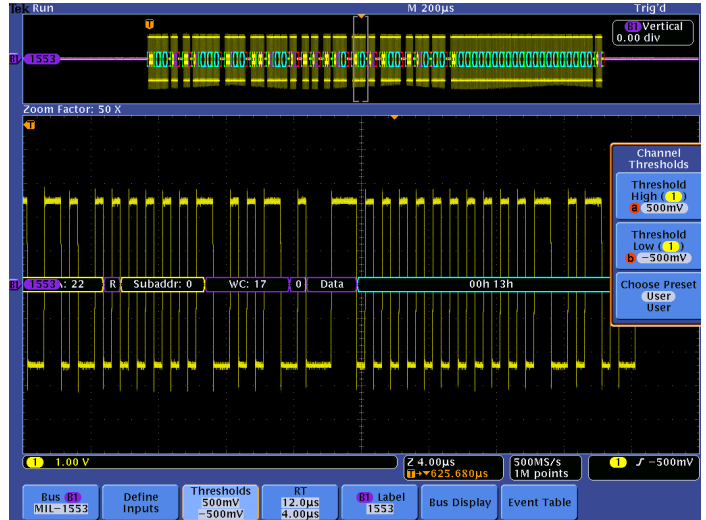 Tek Run M 200µs Trig'd
T
B1 Vertical
0.00 div
B1 1553
Zoom Factor: 50 X
T
Channel
Thresholds
Threshold
High (1)
a 500mV
Threshold
Low (1)
b −500mV
B1 1553 : 22 R Subaddr: 0 WC: 17 0 Data 00h 13h
Choose Preset
User
User
1 1.00 V
Z 4.00µs
T→▼625.680µs
500MS/s
1M points
1 ∫ −500mV
Bus B1
MIL−1553
Define
Inputs
Thresholds
500mV
−500mV
RT
12.0µs
4.00µs
B1 Label
1553
Bus Display
Event Table